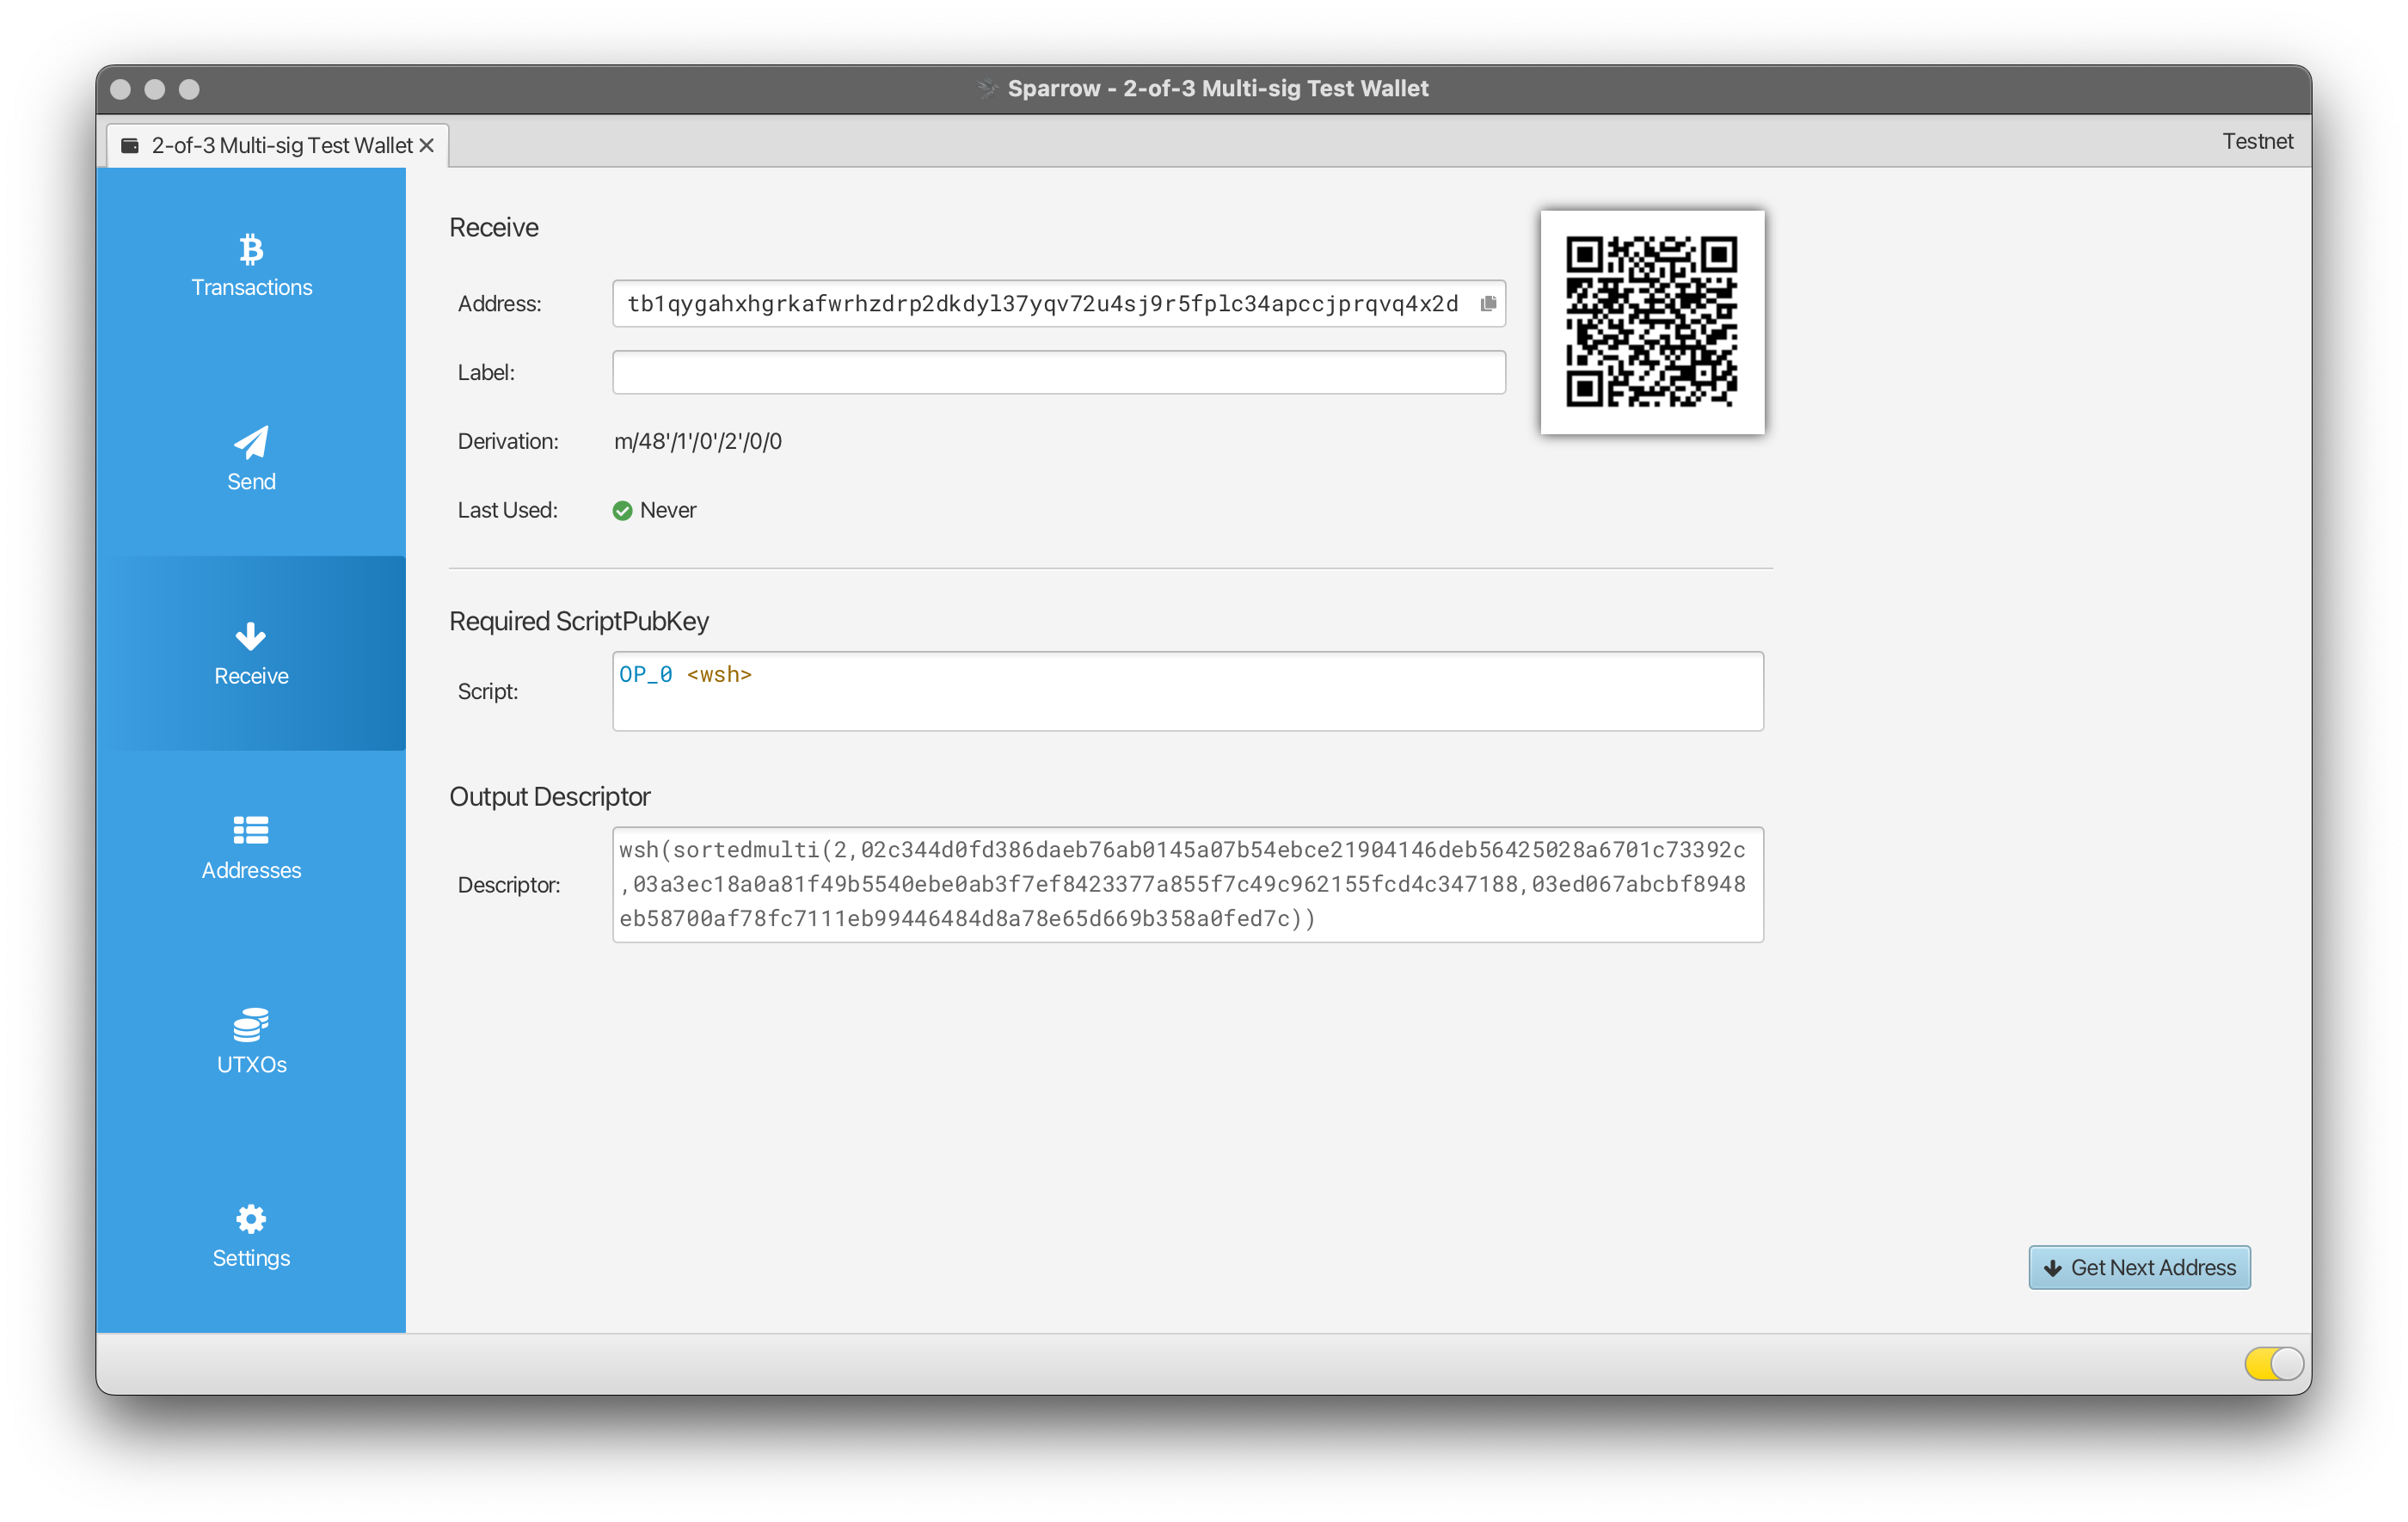 Sparrow - 2-of-3 Multi-sig Test Wallet
2-of-3 Multi-sig Test Wallet
Testnet
Transactions
Send
Receive
Addresses
UTXOs
Settings
Receive
Address:
tb1qygahxhgrkafwrhzdrp2dkdyl37yqv72u4sj9r5fplc34apccjprqvq4x2d
Label:
Derivation:
m/48'/1'/0'/2'/0/0
Last Used:
Never
Required ScriptPubKey
Script:
OP_0 <wsh>
Output Descriptor
Descriptor:
wsh(sortedmulti(2,02c344d0fd386daeb76ab0145a07b54ebce21904146deb56425028a6701c73392c
,03a3ec18a0a81f49b5540ebe0ab3f7ef8423377a855f7c49c962155fcd4c347188,03ed067abcbf8948
eb58700af78fc7111eb99446484d8a78e65d669b358a0fed7c))
Get Next Address